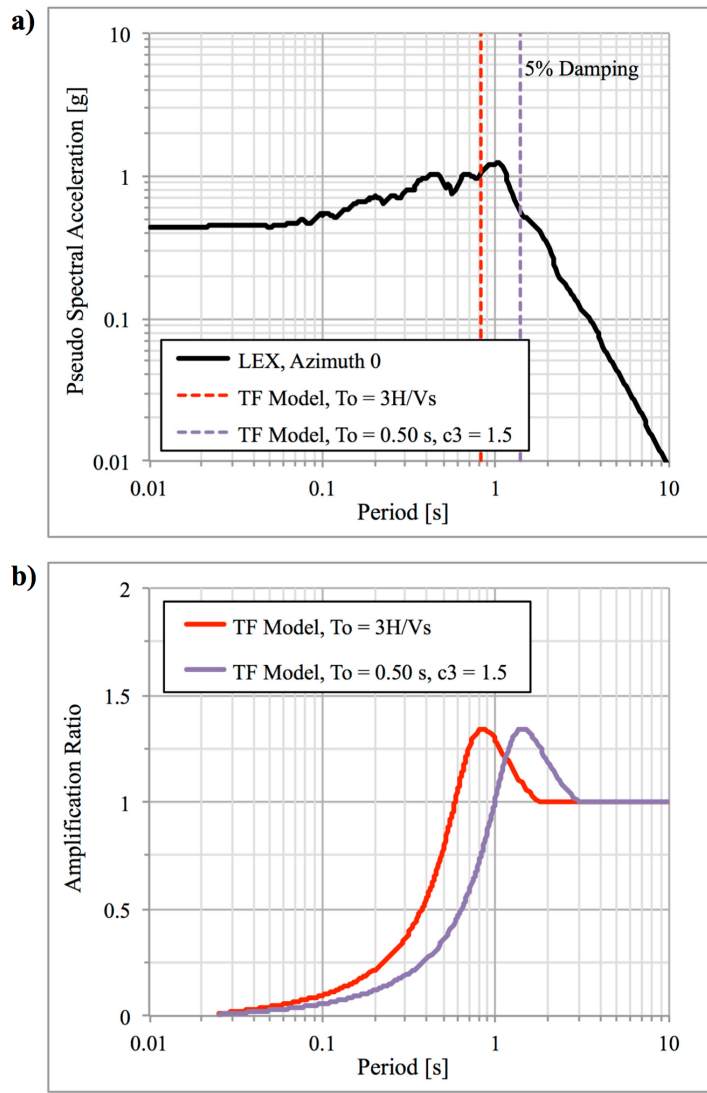 a)
10
5% Damping
1
0.1
0.01
Pseudo Spectral Acceleration [g]
LEX, Azimuth 0
TF Model, To = 3H/Vs
TF Model, To = 0.50 s, c3 = 1.5
0.01 0.1 1 10
Period [s]
b)
2
1.5
1
0.5
0
Amplification Ratio
TF Model, To = 3H/Vs
TF Model, To = 0.50 s, c3 = 1.5
0.01 0.1 1 10
Period [s]